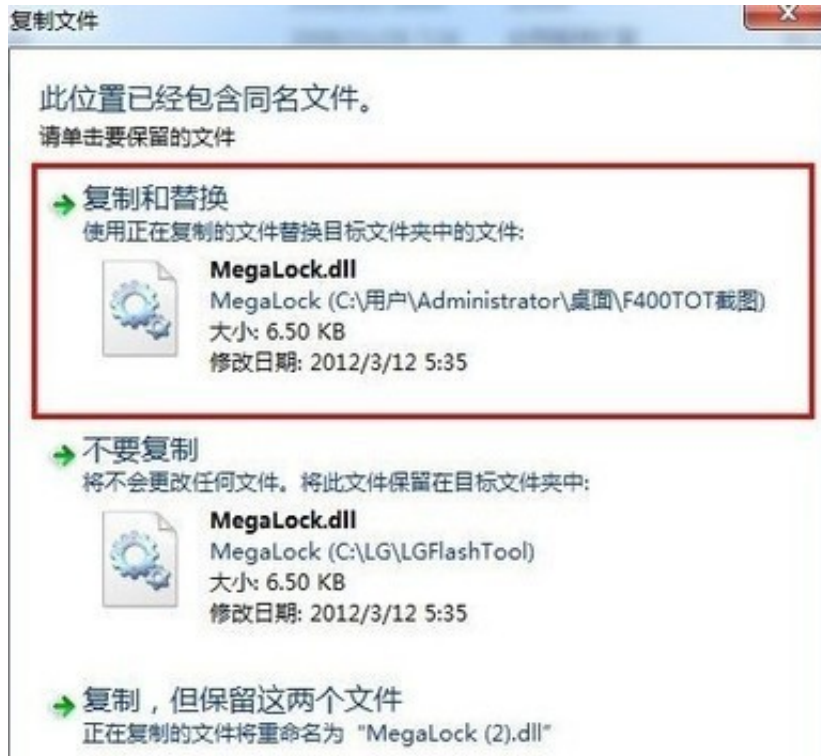 复制文件
此位置已经包含同名文件。
请单击要保留的文件
复制和替换
使用正在复制的文件替换目标文件夹中的文件:
MegaLock.dll
MegaLock (C:\用户\Administrator\桌面\F400TOT截图)
大小: 6.50 KB
修改日期: 2012/3/12 5:35
不要复制
将不会更改任何文件。将此文件保留在目标文件夹中:
MegaLock.dll
MegaLock (C:\LG\LGFlashTool)
大小: 6.50 KB
修改日期: 2012/3/12 5:35
复制，但保留这两个文件
正在复制的文件将重命名为 "MegaLock (2).dll"